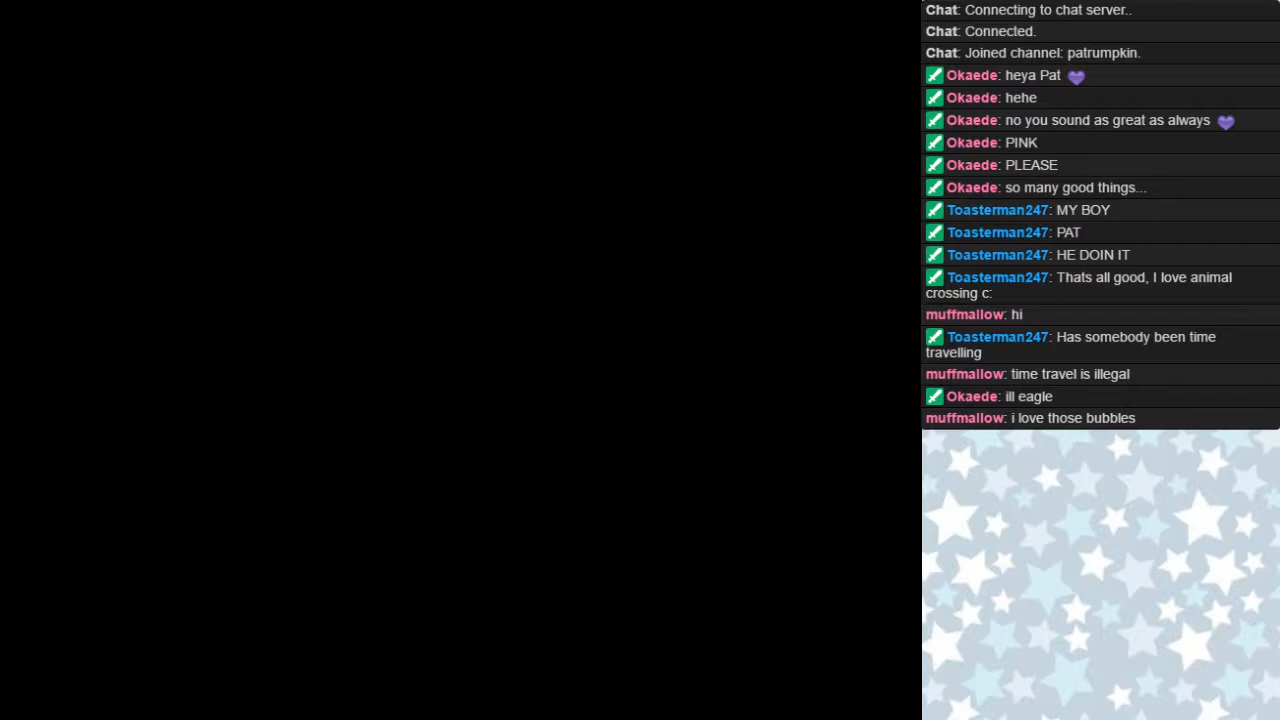 Chat: Connecting to chat server..
Chat: Connected.
Chat: Joined channel: patrumpkin.
Okaede: heya Pat
Okaede: hehe
Okaede: no you sound as great as always
Okaede: PINK
Okaede: PLEASE
Okaede: so many good things...
Toasterman247: MY BOY
Toasterman247: PAT
Toasterman247: HE DOIN IT
Toasterman247: Thats all good, I love animal
crossing c:
muffmallow: hi
Toasterman247: Has somebody been time
travelling
muffmallow: time travel is illegal
Okaede: ill eagle
muffmallow: i love those bubbles